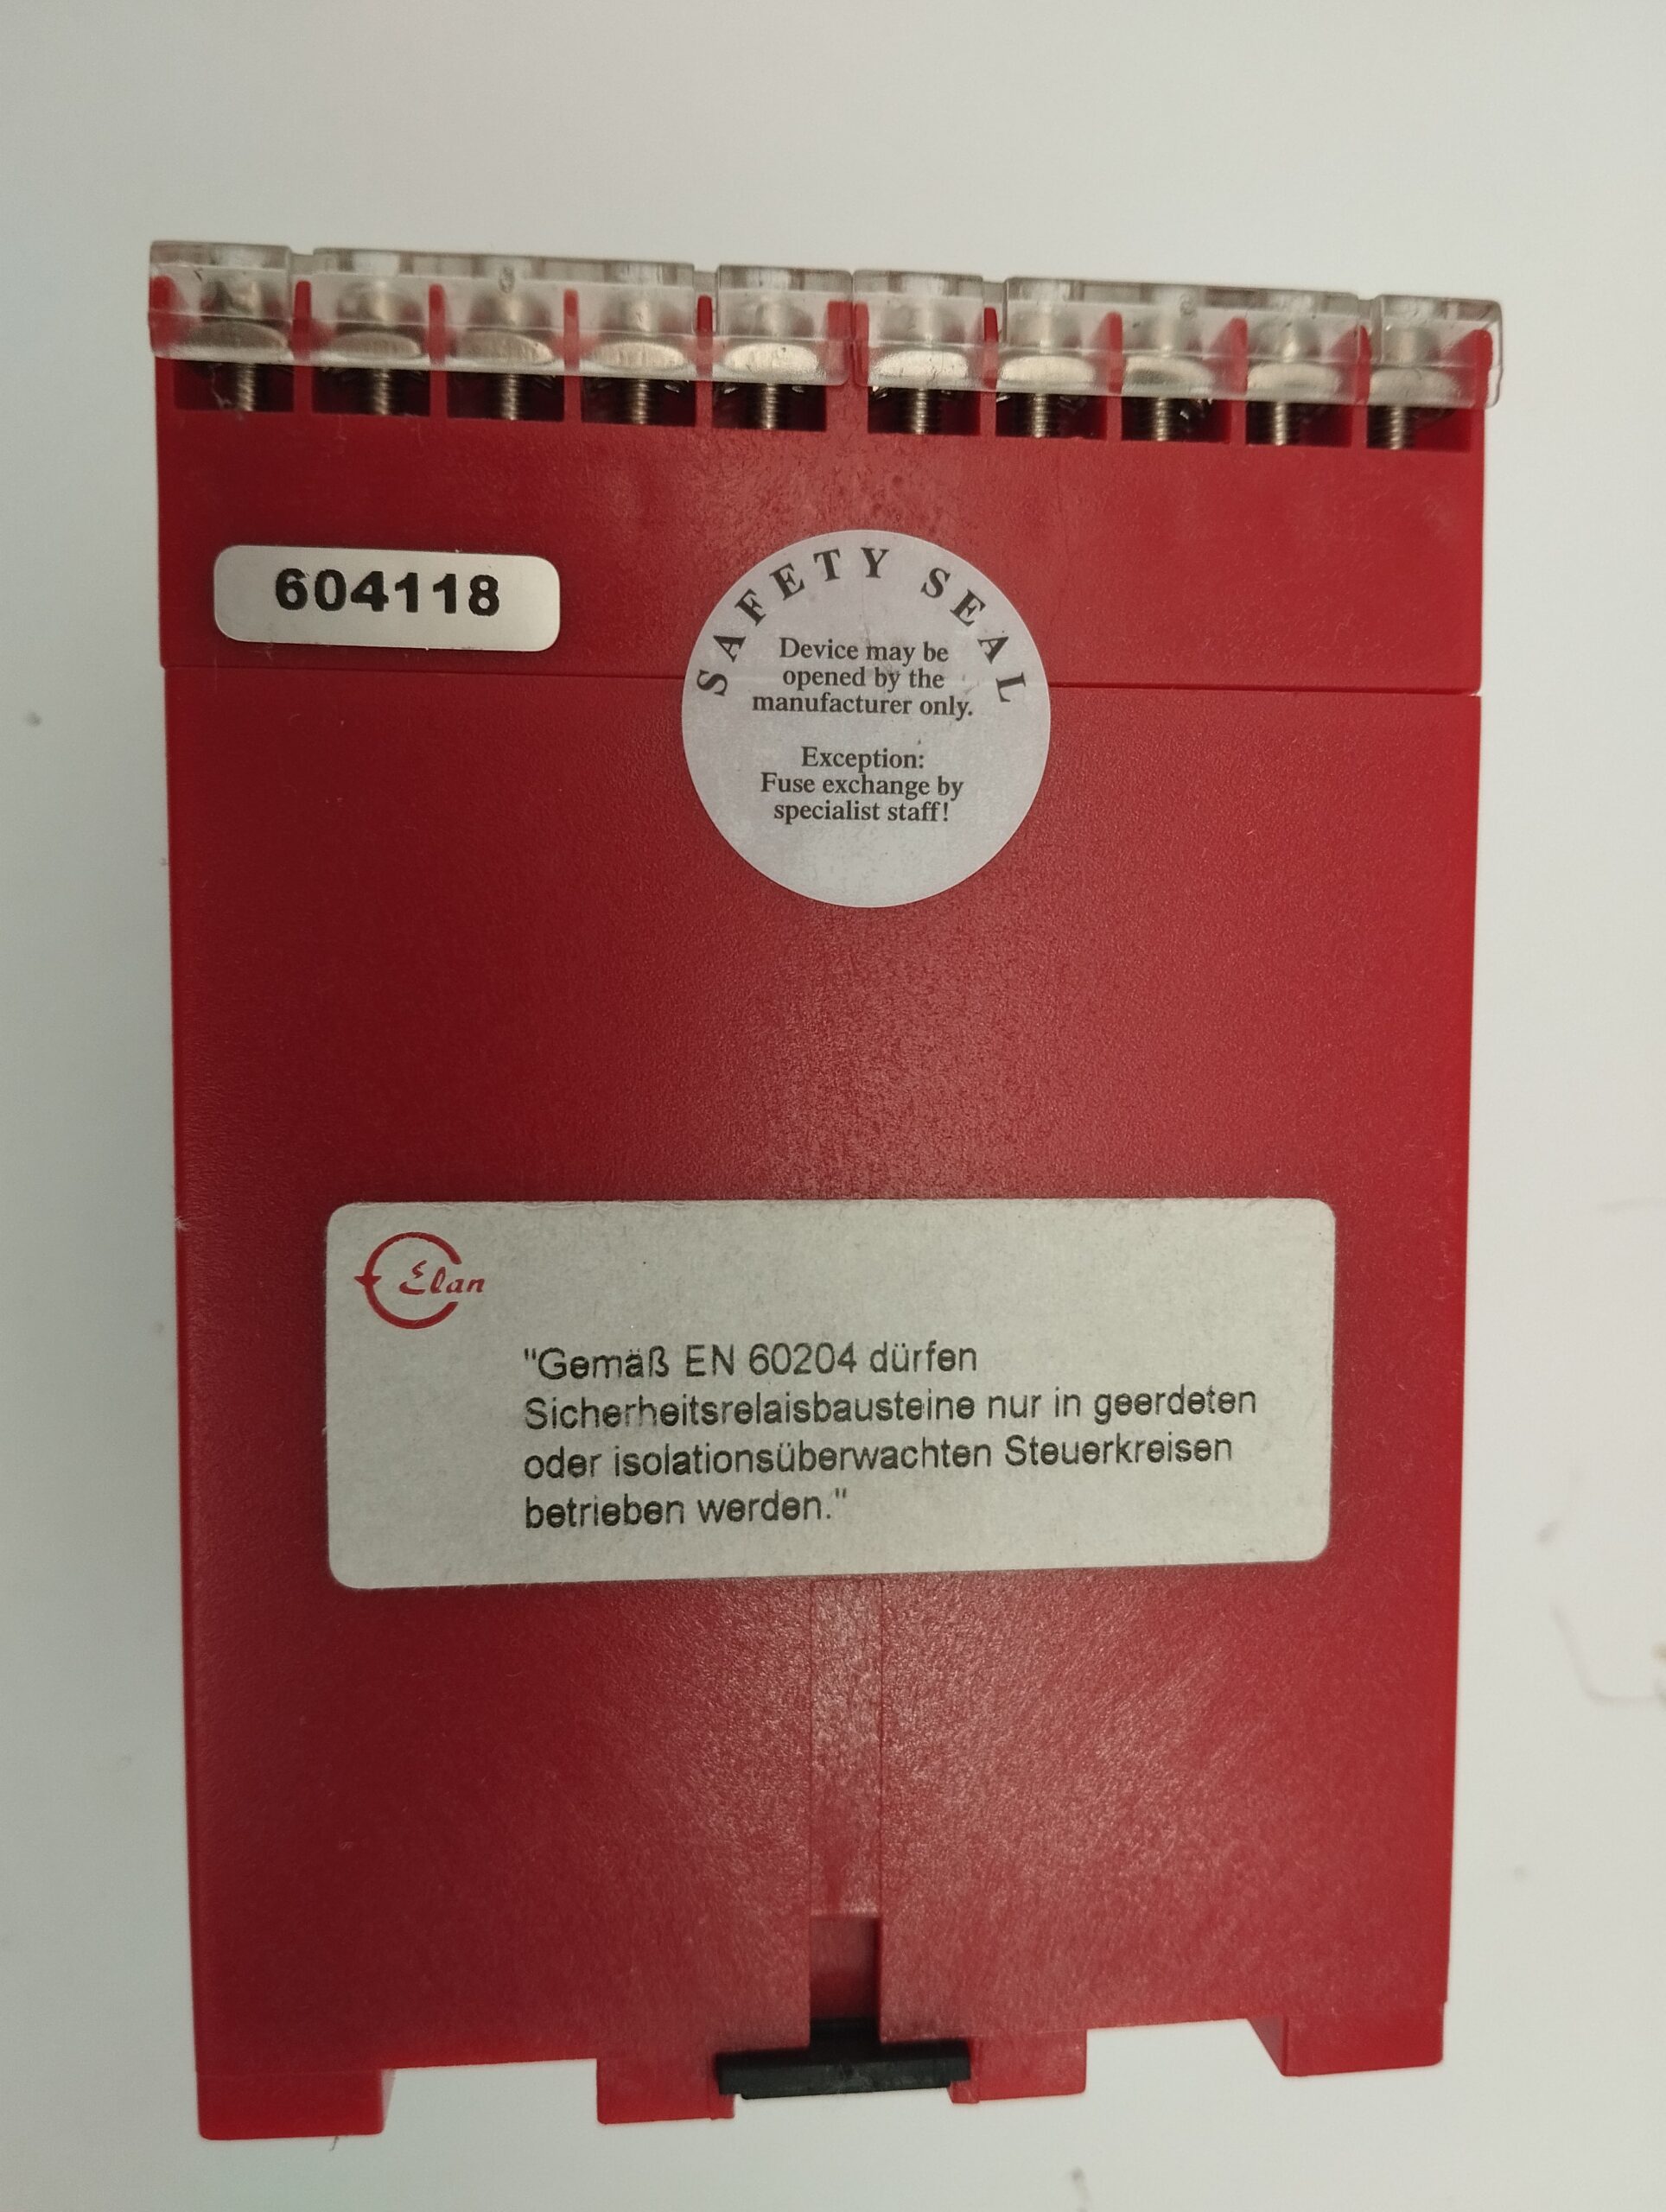 604118
SAFETY SEAL
Device may be
opened by the
manufacturer only.
Exception:
Fuse exchange by
specialist staff!
Elan
"Gemäß EN 60204 dürfen
Sicherheitsrelaisbausteine nur in geerdeten
oder isolationsüberwachten Steuerkreisen
betrieben werden."